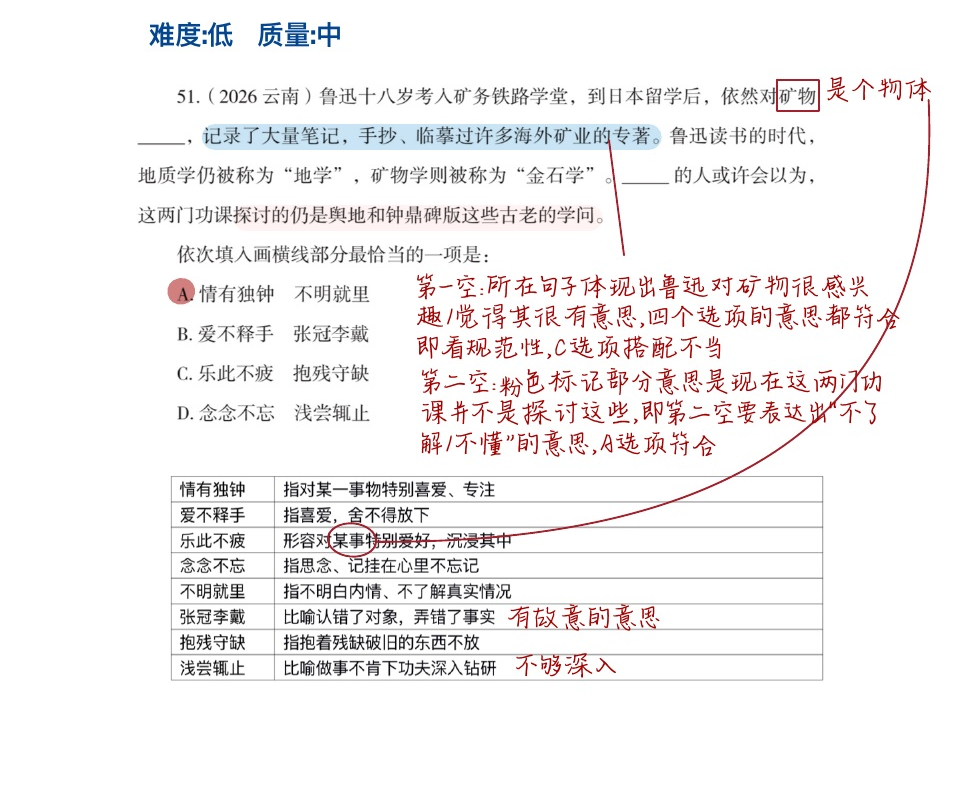 难度:低 质量:中
51.（2026云南）鲁迅十八岁考入矿务铁路学堂，到日本留学后，依然对矿物 是个物体
_____，记录了大量笔记，手抄、临摹过许多海外矿业的专著。鲁迅读书的时代，
地质学仍被称为“地学”，矿物学则被称为“金石学”。_____的人或许会以为，
这两门功课探讨的仍是舆地和钟鼎碑版这些古老的学问。
依次填入画横线部分最恰当的一项是：
A. 情有独钟 不明就里
B. 爱不释手 张冠李戴
C. 乐此不疲 抱残守缺
D. 念念不忘 浅尝辄止
第一空:所在句子体现出鲁迅对矿物很感兴
趣/觉得其很有意思,四个选项的意思都符合
即看规范性,C选项搭配不当
第二空:粉色标记部分意思是现在这两门功
课并不是探讨这些,即第二空要表达出"不了
解/不懂"的意思,A选项符合
情有独钟 指对某一事物特别喜爱、专注
爱不释手 指喜爱，舍不得放下
乐此不疲 形容对某事特别爱好，沉浸其中
念念不忘 指思念、记挂在心里不忘记
不明就里 指不明白内情、不了解真实情况
张冠李戴 比喻认错了对象，弄错了事实 有故意的意思
抱残守缺 指抱着残缺破旧的东西不放
浅尝辄止 比喻做事不肯下功夫深入钻研 不够深入